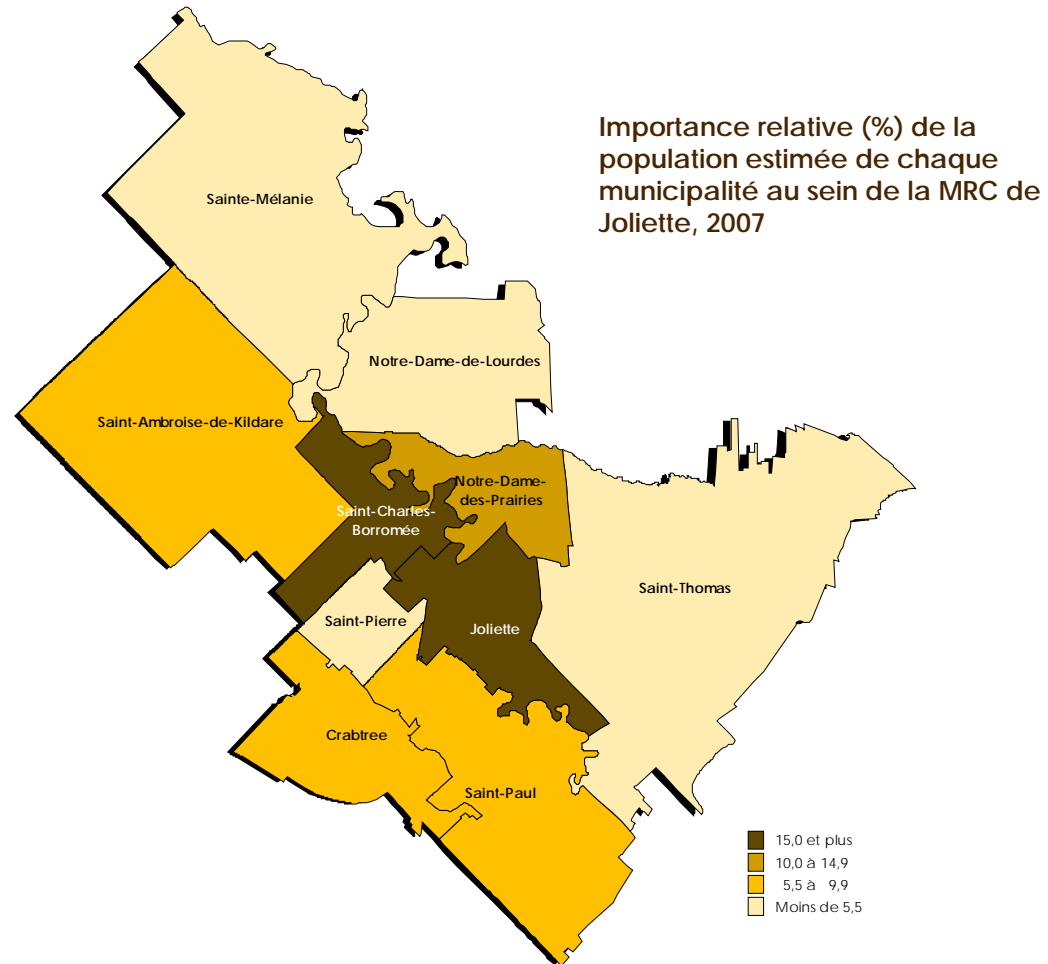 Importance relative (%) de la
population estimée de chaque
municipalité au sein de la MRC de
Joliette, 2007
Sainte-Mélanie
Notre-Dame-de-Lourdes
Saint-Ambroise-de-Kildare
Notre-Dame-
des-Prairies
Saint-Charles-
Borromée
Saint-Thomas
Saint-Pierre
Joliette
Crabtree
Saint-Paul
15,0 et plus
10,0 à 14,9
5,5 à 9,9
Moins de 5,5